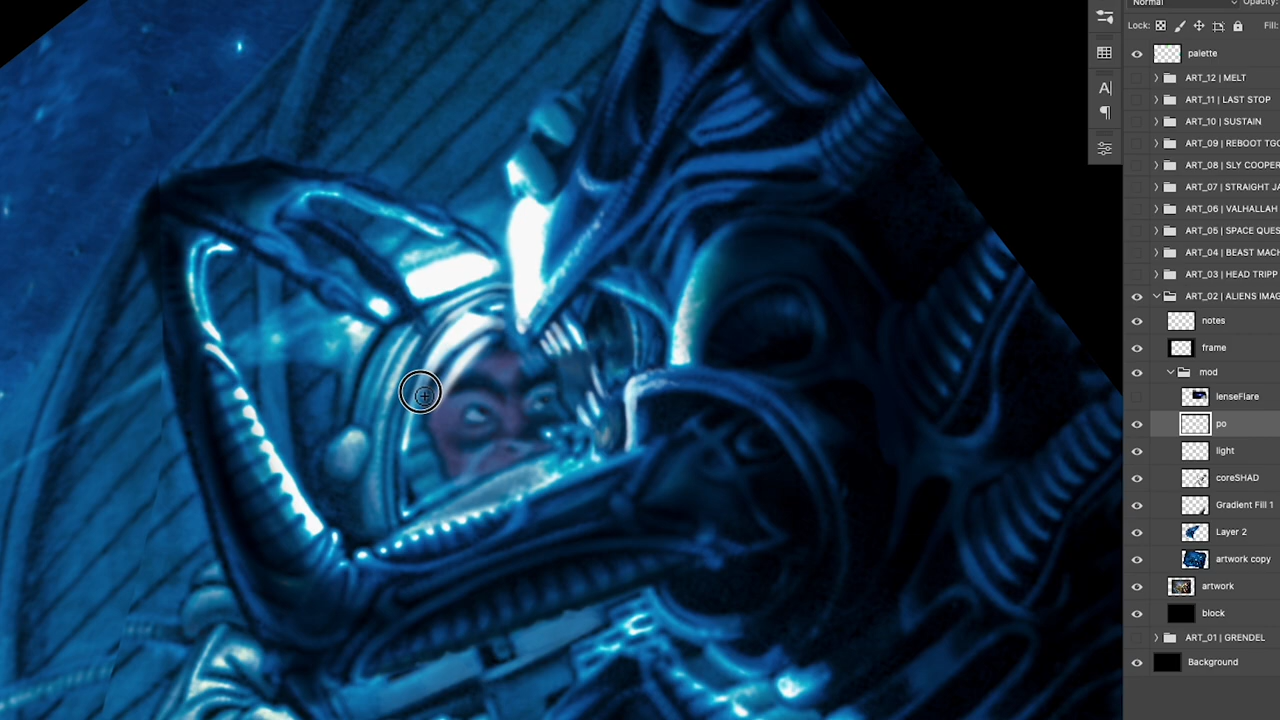 Normal
Opacity:
Lock:
Fill:
palette
ART_12 | MELT
ART_11 | LAST STOP
ART_10 | SUSTAIN
ART_09 | REBOOT TGC
ART_08 | SLY COOPER
ART_07 | STRAIGHT JA
ART_06 | VALHALLAH
ART_05 | SPACE QUES
ART_04 | BEAST MACH
ART_03 | HEAD TRIPP
ART_02 | ALIENS IMAG
notes
frame
mod
lenseFlare
po
light
coreSHAD
Gradient Fill 1
Layer 2
artwork copy
artwork
block
ART_01 | GRENDEL
Background